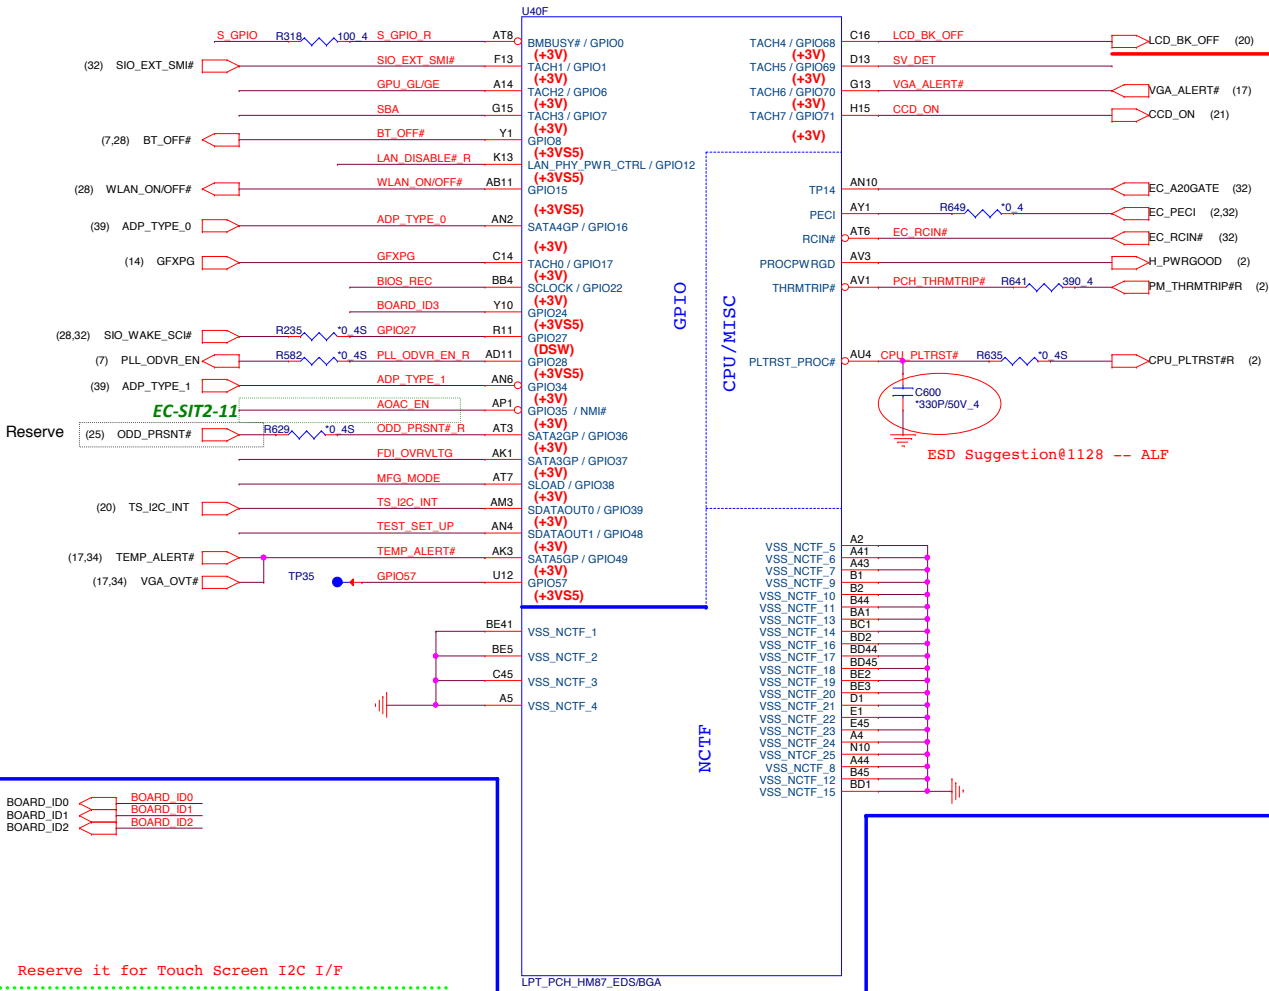 U40F
S_GPIO R318 100_4 S_GPIO_R AT8 BMBUSY# / GPIO0
(+3V)
(32) SIO_EXT_SMI# SIO_EXT_SMI# F13 TACH1 / GPIO1
(+3V)
GPU_GL/GE A14 TACH2 / GPIO6
(+3V)
SBA G15 TACH3 / GPIO7
(+3V)
(7,28) BT_OFF# BT_OFF# Y1 GPIO8
(+3VS5)
LAN_DISABLE#_R K13 LAN_PHY_PWR_CTRL / GPIO12
(+3VS5)
(28) WLAN_ON/OFF# WLAN_ON/OFF# AB11 GPIO15
(+3VS5)
(39) ADP_TYPE_0 ADP_TYPE_0 AN2 SATA4GP / GPIO16
(+3V)
(14) GFXPG GFXPG C14 TACH0 / GPIO17
(+3V)
BIOS_REC BB4 SCLOCK / GPIO22
(+3V)
BOARD_ID3 Y10 GPIO24
(+3VS5)
(28,32) SIO_WAKE_SCI# R235 *0_4S GPIO27 R11 GPIO27
(DSW)
(7) PLL_ODVR_EN R582 *0_4S PLL_ODVR_EN_R AD11 GPIO28
(+3VS5)
(39) ADP_TYPE_1 ADP_TYPE_1 AN6 GPIO34
(+3V)
EC-SIT2-11 AOAC_EN AP1 GPIO35 / NMI#
(+3V)
Reserve (25) ODD_PRSNT# R629 *0_4S ODD_PRSNT#_R AT3 SATA2GP / GPIO36
(+3V)
FDI_OVRVLTG AK1 SATA3GP / GPIO37
(+3V)
MFG_MODE AT7 SLOAD / GPIO38
(+3V)
(20) TS_I2C_INT TS_I2C_INT AM3 SDATAOUT0 / GPIO39
(+3V)
TEST_SET_UP AN4 SDATAOUT1 / GPIO48
(+3V)
(17,34) TEMP_ALERT# TEMP_ALERT# AK3 SATA5GP / GPIO49
(+3V)
(17,34) VGA_OVT# TP35 GPIO57 U12 GPIO57
(+3VS5)
BE41 VSS_NCTF_1
BE5 VSS_NCTF_2
C45 VSS_NCTF_3
A5 VSS_NCTF_4
GPIO
CPU/MISC
NCTF
TACH4 / GPIO68 C16 LCD_BK_OFF LCD_BK_OFF (20)
(+3V)
TACH5 / GPIO69 D13 SV_DET
(+3V)
TACH6 / GPIO70 G13 VGA_ALERT# VGA_ALERT# (17)
(+3V)
TACH7 / GPIO71 H15 CCD_ON CCD_ON (21)
(+3V)
TP14 AN10 EC_A20GATE (32)
PECI AY1 R649 *0_4 EC_PECI (2,32)
RCIN# AT6 EC_RCIN# EC_RCIN# (32)
PROCPWRGD AV3 H_PWRGOOD (2)
THRMTRIP# AV1 PCH_THRMTRIP# R641 390_4 PM_THRMTRIP#R (2)
PLTRST_PROC# AU4 CPU_PLTRST# R635 *0_4S CPU_PLTRST#R (2)
C600
*330P/50V_4
ESD Suggestion@1128 -- ALF
VSS_NCTF_5 A2
VSS_NCTF_6 A41
VSS_NCTF_7 A43
VSS_NCTF_9 B1
VSS_NCTF_10 B2
VSS_NCTF_11 B44
VSS_NCTF_13 BA1
VSS_NCTF_14 BC1
VSS_NCTF_16 BD2
VSS_NCTF_17 BD44
VSS_NCTF_18 BD45
VSS_NCTF_19 BE2
VSS_NCTF_20 BE3
VSS_NCTF_21 D1
VSS_NCTF_22 E1
VSS_NCTF_23 E45
VSS_NCTF_24 A4
VSS_NTCF_25 N10
VSS_NCTF_8 A44
VSS_NCTF_12 B45
VSS_NCTF_15 BD1
BOARD_ID0 BOARD_ID0
BOARD_ID1 BOARD_ID1
BOARD_ID2 BOARD_ID2
Reserve it for Touch Screen I2C I/F
LPT_PCH_HM87_EDS/BGA